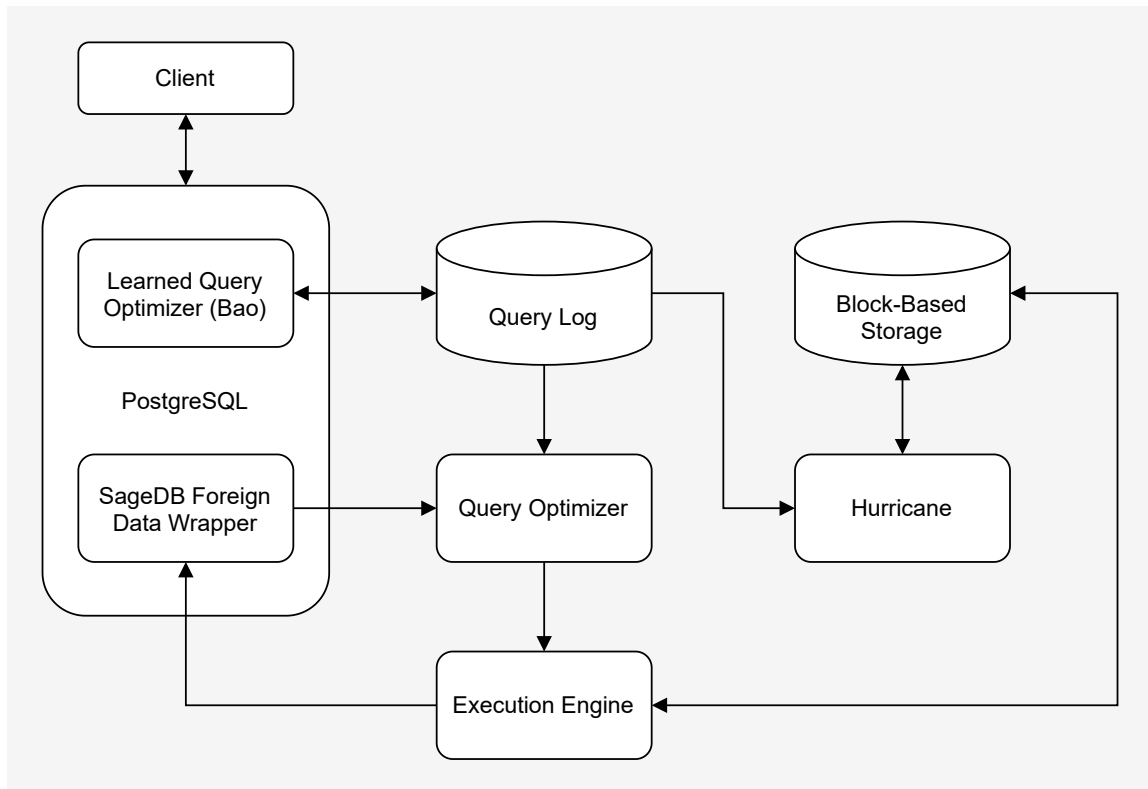 Client
Learned Query
Optimizer (Bao)
PostgreSQL
SageDB Foreign
Data Wrapper
Query Log
Query Optimizer
Execution Engine
Block-Based
Storage
Hurricane